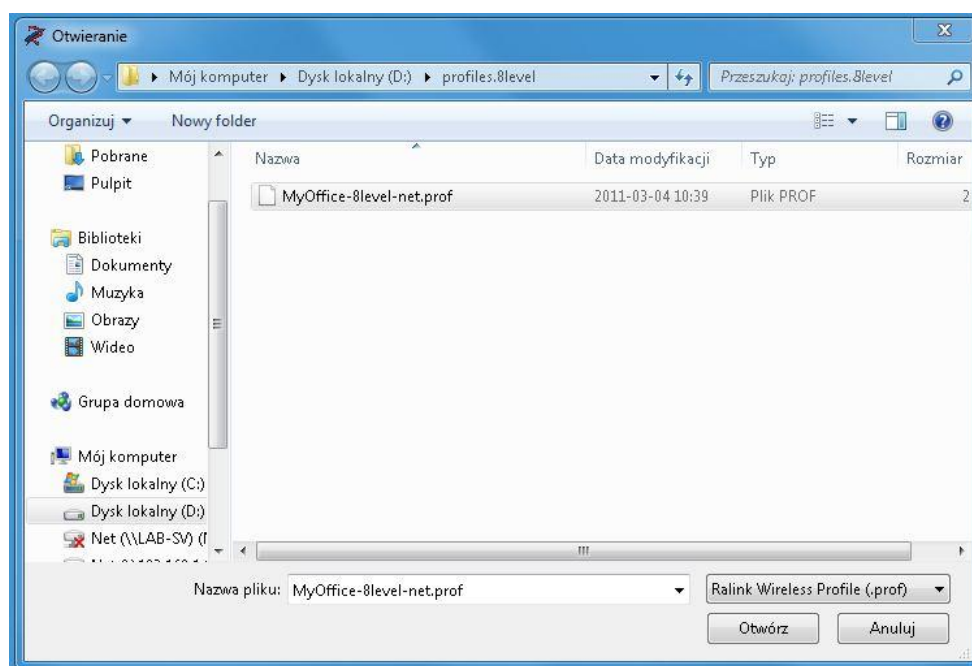 Otwieranie
Mój komputer Dysk lokalny (D:) profiles.8level Przeszukaj: profiles.8level
Organizuj Nowy folder
Pobrane
Pulpit
Biblioteki
Dokumenty
Muzyka
Obrazy
Wideo
Grupa domowa
Mój komputer
Dysk lokalny (C:)
Dysk lokalny (D:)
Net (\\LAB-SV) (
Nazwa Data modyfikacji Typ Rozmiar
MyOffice-8level-net.prof 2011-03-04 10:39 Plik PROF 2
Nazwa pliku: MyOffice-8level-net.prof Ralink Wireless Profile (.prof)
Otwórz Anuluj